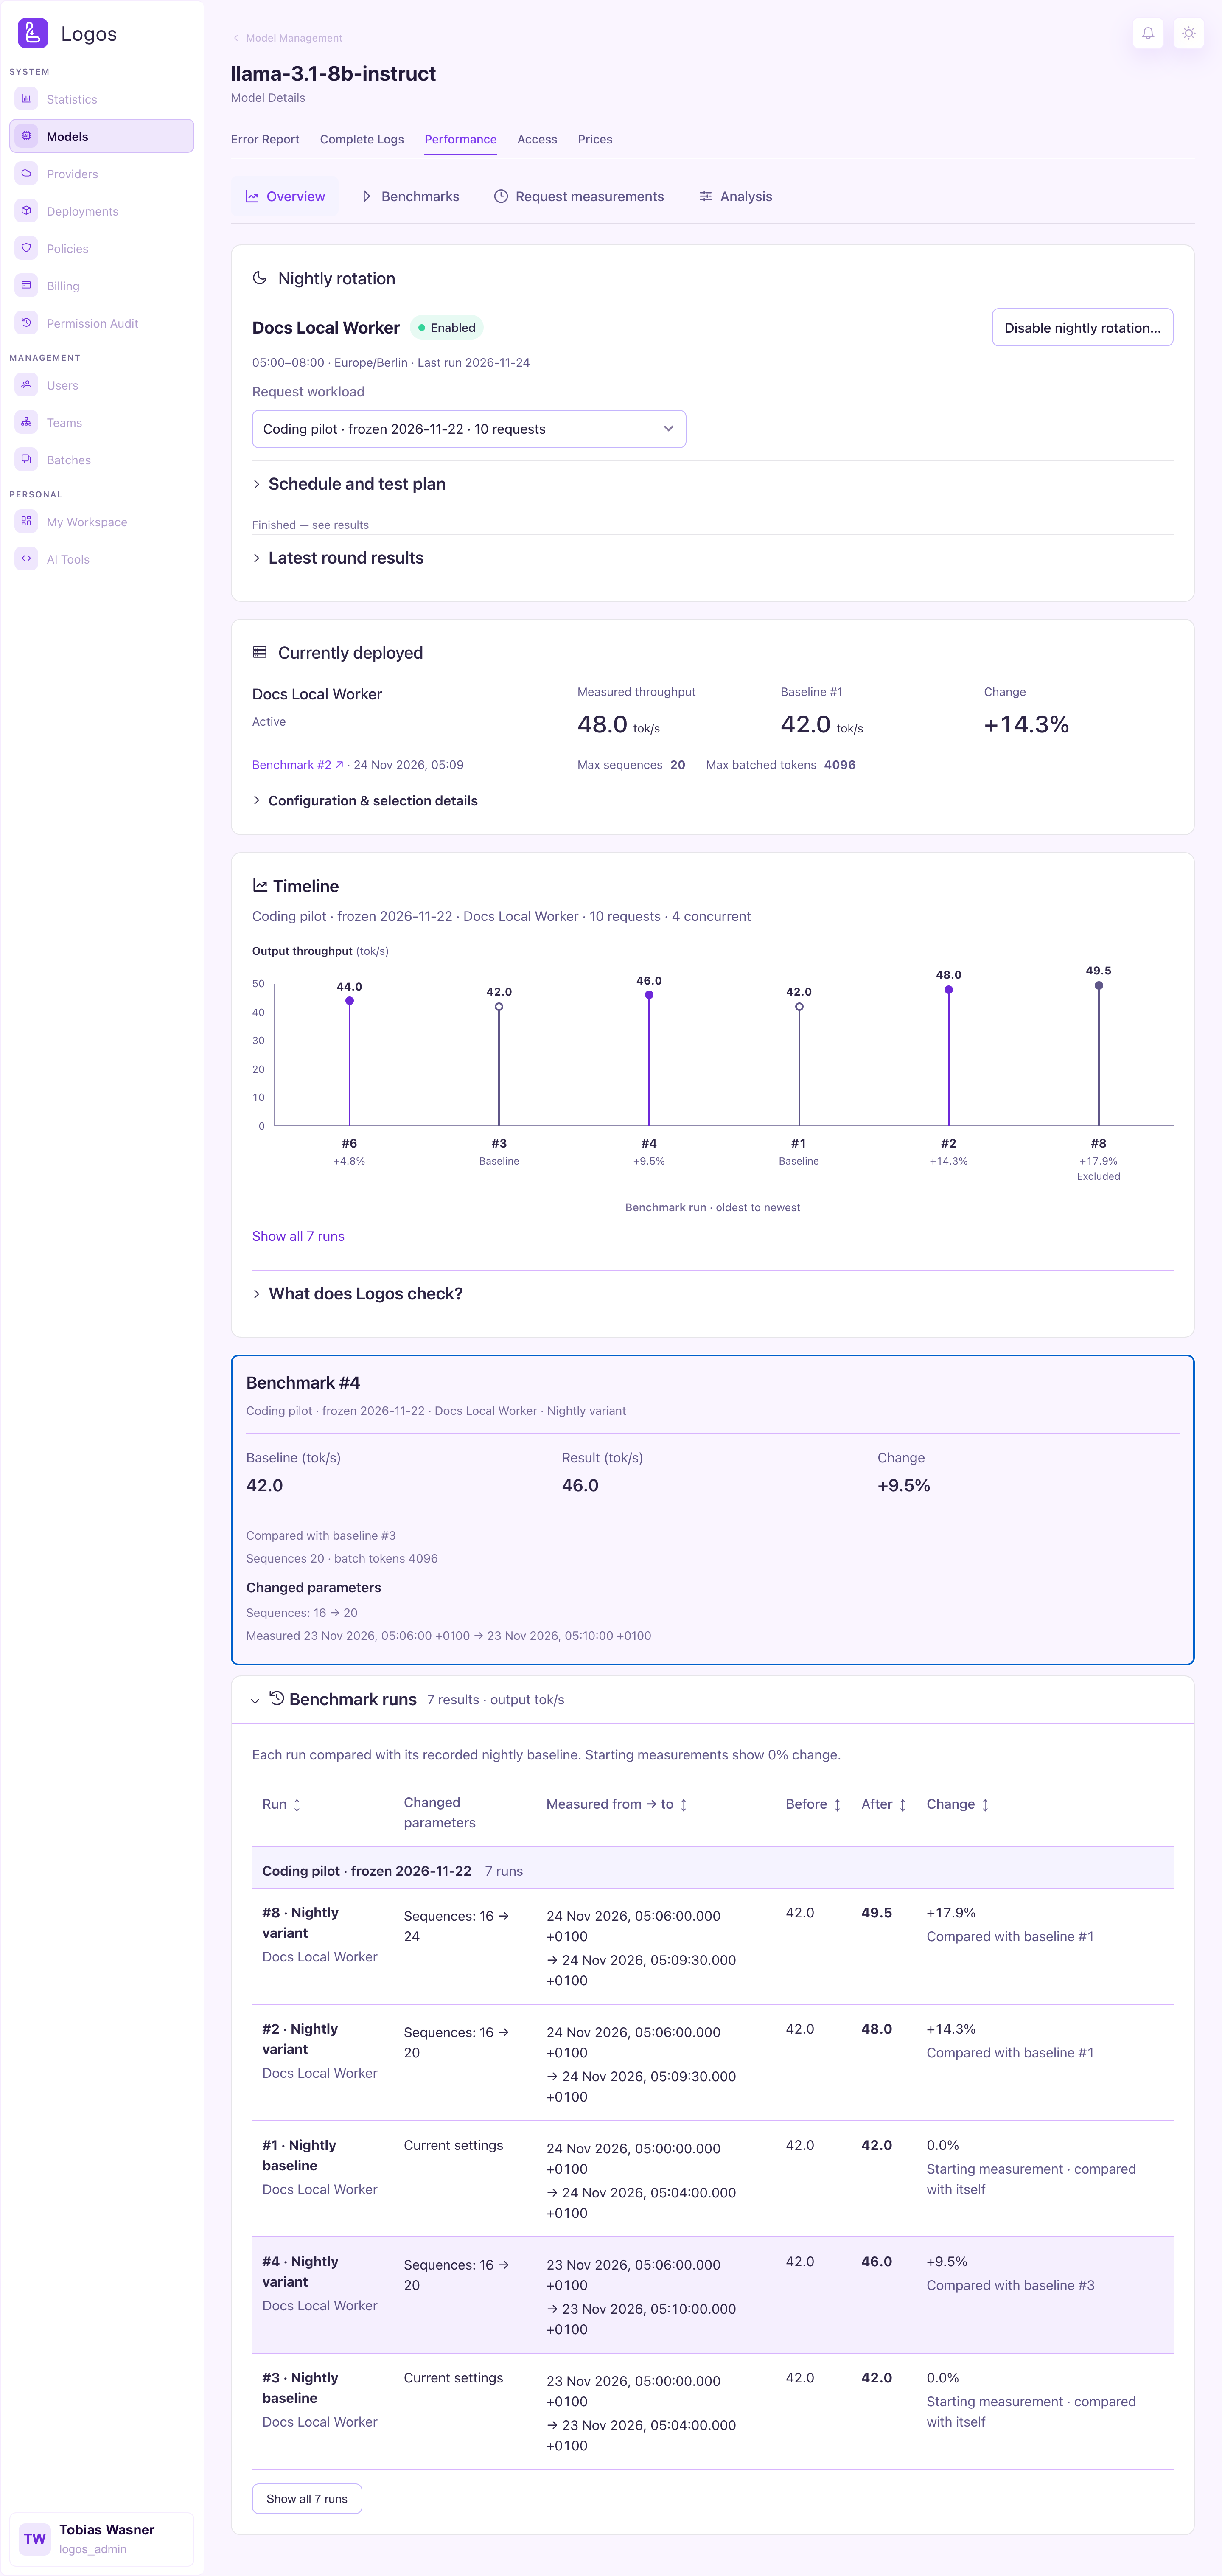 Logos
SYSTEM
Statistics
Models
Providers
Deployments
Policies
Billing
Permission Audit
MANAGEMENT
Users
Teams
Batches
PERSONAL
My Workspace
AI Tools
TW
Tobias Wasner
logos_admin
Model Management
llama-3.1-8b-instruct
Model Details
Error Report Complete Logs Performance Access Prices
Overview Benchmarks Request measurements Analysis
Nightly rotation
Docs Local Worker Enabled Disable nightly rotation...
05:00–08:00 · Europe/Berlin · Last run 2026-11-24
Request workload
Coding pilot · frozen 2026-11-22 · 10 requests
Schedule and test plan
Finished — see results
Latest round results
Currently deployed
Docs Local Worker Measured throughput Baseline #1 Change
Active 48.0 tok/s 42.0 tok/s +14.3%
Benchmark #2 ↗ · 24 Nov 2026, 05:09 Max sequences 20 Max batched tokens 4096
Configuration & selection details
Timeline
Coding pilot · frozen 2026-11-22 · Docs Local Worker · 10 requests · 4 concurrent
Output throughput (tok/s)
50
40
30
20
10
0
44.0 42.0 46.0 42.0 48.0 49.5
#6 #3 #4 #1 #2 #8
+4.8% Baseline +9.5% Baseline +14.3% +17.9%
Excluded
Benchmark run · oldest to newest
Show all 7 runs
What does Logos check?
Benchmark #4
Coding pilot · frozen 2026-11-22 · Docs Local Worker · Nightly variant
Baseline (tok/s) Result (tok/s) Change
42.0 46.0 +9.5%
Compared with baseline #3
Sequences 20 · batch tokens 4096
Changed parameters
Sequences: 16 → 20
Measured 23 Nov 2026, 05:06:00 +0100 → 23 Nov 2026, 05:10:00 +0100
Benchmark runs 7 results · output tok/s
Each run compared with its recorded nightly baseline. Starting measurements show 0% change.
Run ↕ Changed parameters Measured from → to ↕ Before ↕ After ↕ Change ↕
Coding pilot · frozen 2026-11-22 7 runs
#8 · Nightly
variant
Docs Local Worker
Sequences: 16 →
24
24 Nov 2026, 05:06:00.000
+0100
→ 24 Nov 2026, 05:09:30.000
+0100
42.0
49.5
+17.9%
Compared with baseline #1
#2 · Nightly
variant
Docs Local Worker
Sequences: 16 →
20
24 Nov 2026, 05:06:00.000
+0100
→ 24 Nov 2026, 05:09:30.000
+0100
42.0
48.0
+14.3%
Compared with baseline #1
#1 · Nightly
baseline
Docs Local Worker
Current settings
24 Nov 2026, 05:00:00.000
+0100
→ 24 Nov 2026, 05:04:00.000
+0100
42.0
42.0
0.0%
Starting measurement · compared
with itself
#4 · Nightly
variant
Docs Local Worker
Sequences: 16 →
20
23 Nov 2026, 05:06:00.000
+0100
→ 23 Nov 2026, 05:10:00.000
+0100
42.0
46.0
+9.5%
Compared with baseline #3
#3 · Nightly
baseline
Docs Local Worker
Current settings
23 Nov 2026, 05:00:00.000
+0100
→ 23 Nov 2026, 05:04:00.000
+0100
42.0
42.0
0.0%
Starting measurement · compared
with itself
Show all 7 runs